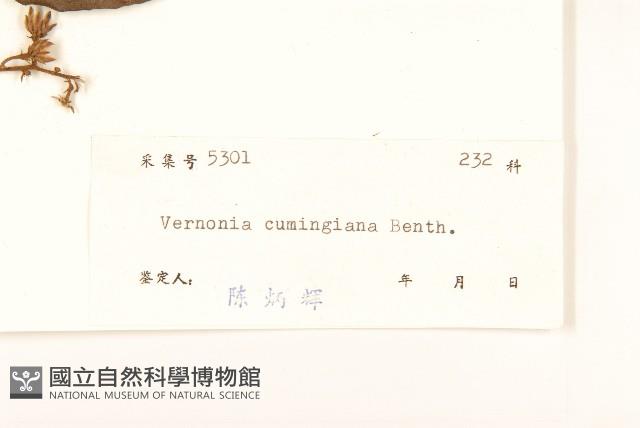 采集号 5301 232 科
Vernonia cumingiana Benth.
鉴定人: 陈炳辉 年 月 日
國立自然科學博物館
NATIONAL MUSEUM OF NATURAL SCIENCE